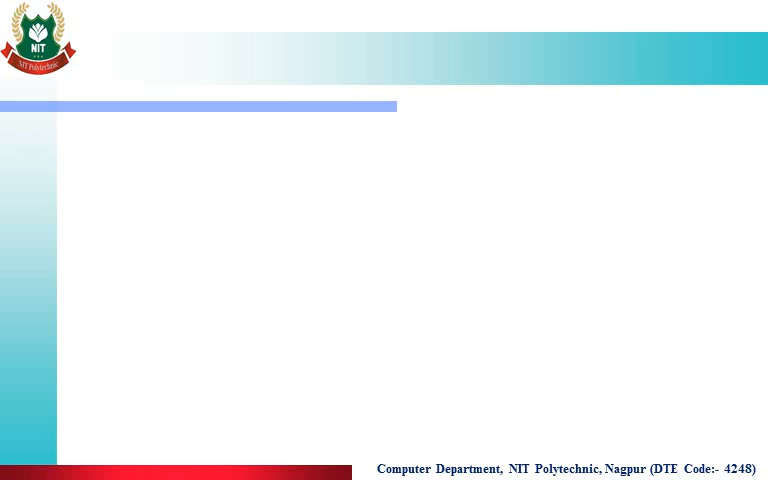 NIT
NIT Polytechnic
Computer Department, NIT Polytechnic, Nagpur (DTE Code:- 4248)